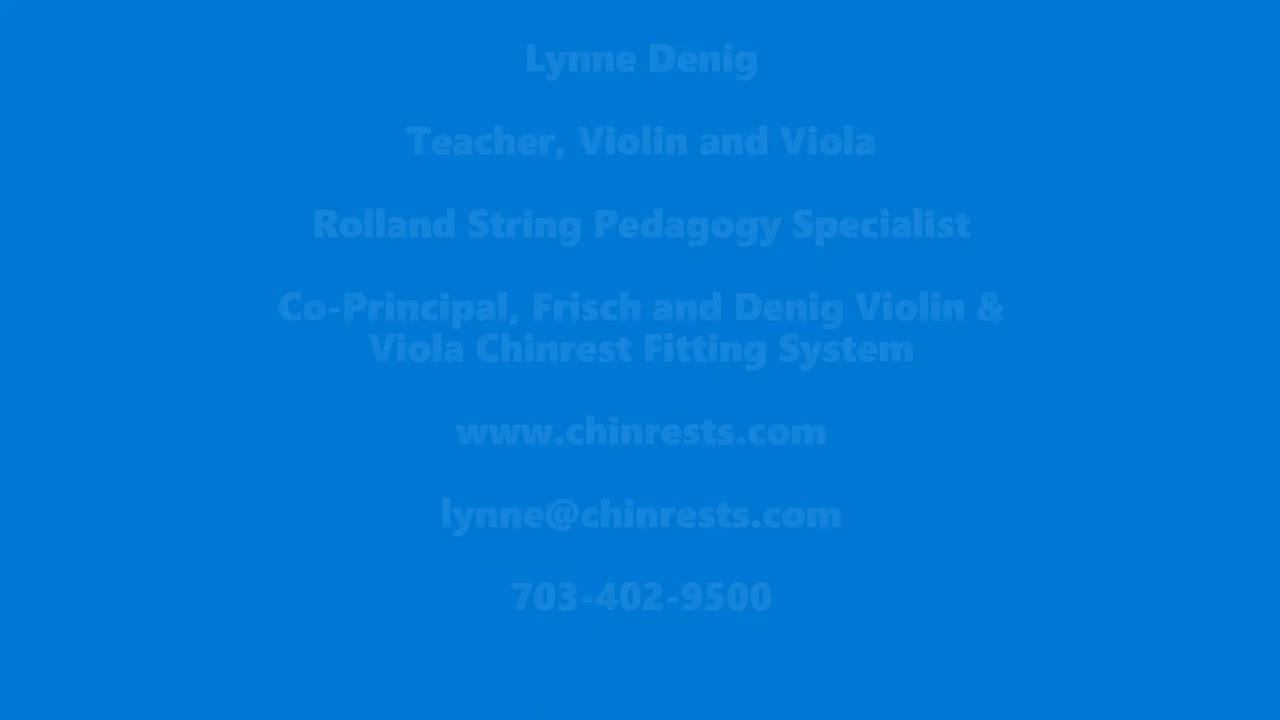 Lynne Denig
Teacher, Violin and Viola
Rolland String Pedagogy Specialist
Co-Principal, Frisch and Denig Violin &
Viola Chinrest Fitting System
www.chinrests.com
lynne@chinrests.com
703-402-9500